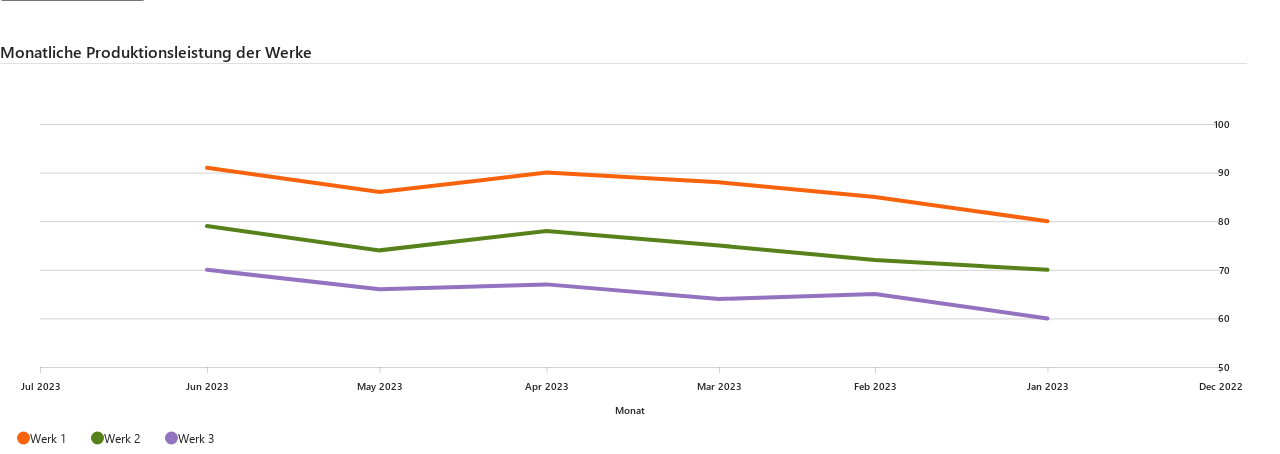 Monatliche Produktionsleistung der Werke
100
90
80
70
60
50
Jul 2023 Jun 2023 May 2023 Apr 2023 Mar 2023 Feb 2023 Jan 2023 Dec 2022
Monat
Werk 1 Werk 2 Werk 3